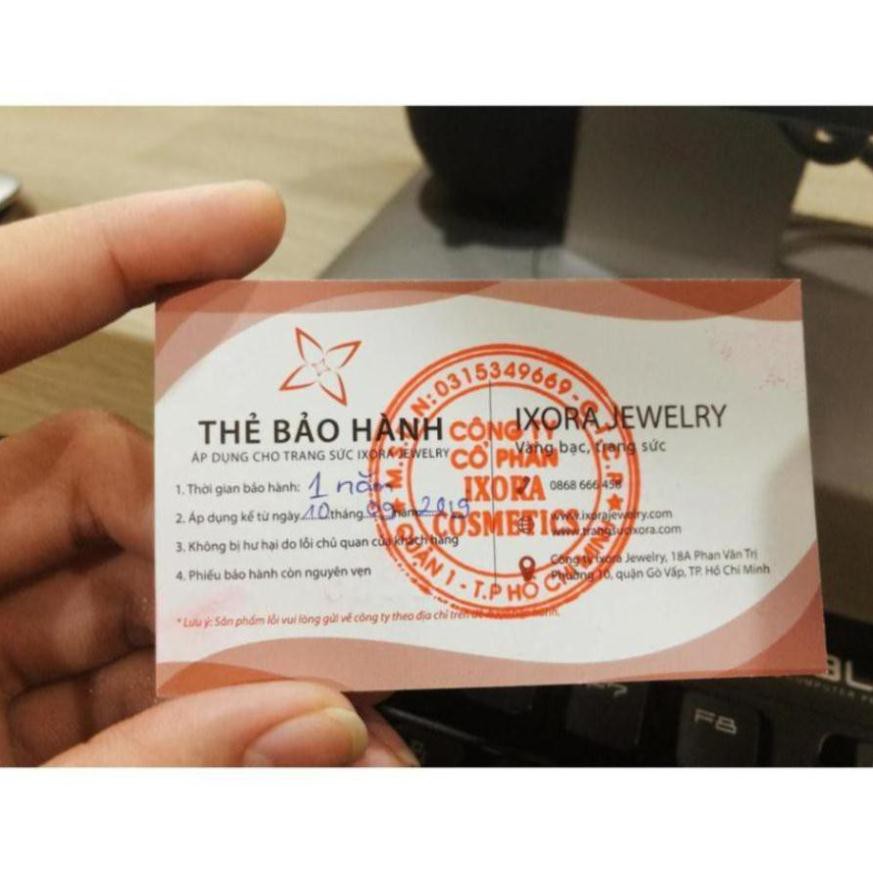 THẺ BẢO HÀNH
ÁP DỤNG CHO TRANG SỨC IXORA JEWELRY
1. Thời gian bảo hành: 1 năm
2. Áp dụng kể từ ngày 10 tháng 09 năm 2019
3. Không bị hư hại do lỗi chủ quan của khách hàng
4. Phiếu bảo hành còn nguyên vẹn
* Lưu ý: Sản phẩm lỗi vui lòng gửi về công ty theo địa chỉ trên
IXORA JEWELRY
Vàng bạc, trang sức
0868 666 458
www.ixorajewelry.com
www.trangsucixora.com
Công ty Ixora Jewelry, 18A Phan Văn Trị
Phường 10, quận Gò Vấp, TP. Hồ Chí Minh
M.S.D.N: 0315349669 - C.T.C.P
CÔNG TY
CỔ PHẦN
IXORA
COSMETICS
QUẬN 1 - T.P HỒ CHÍ MINH
F8